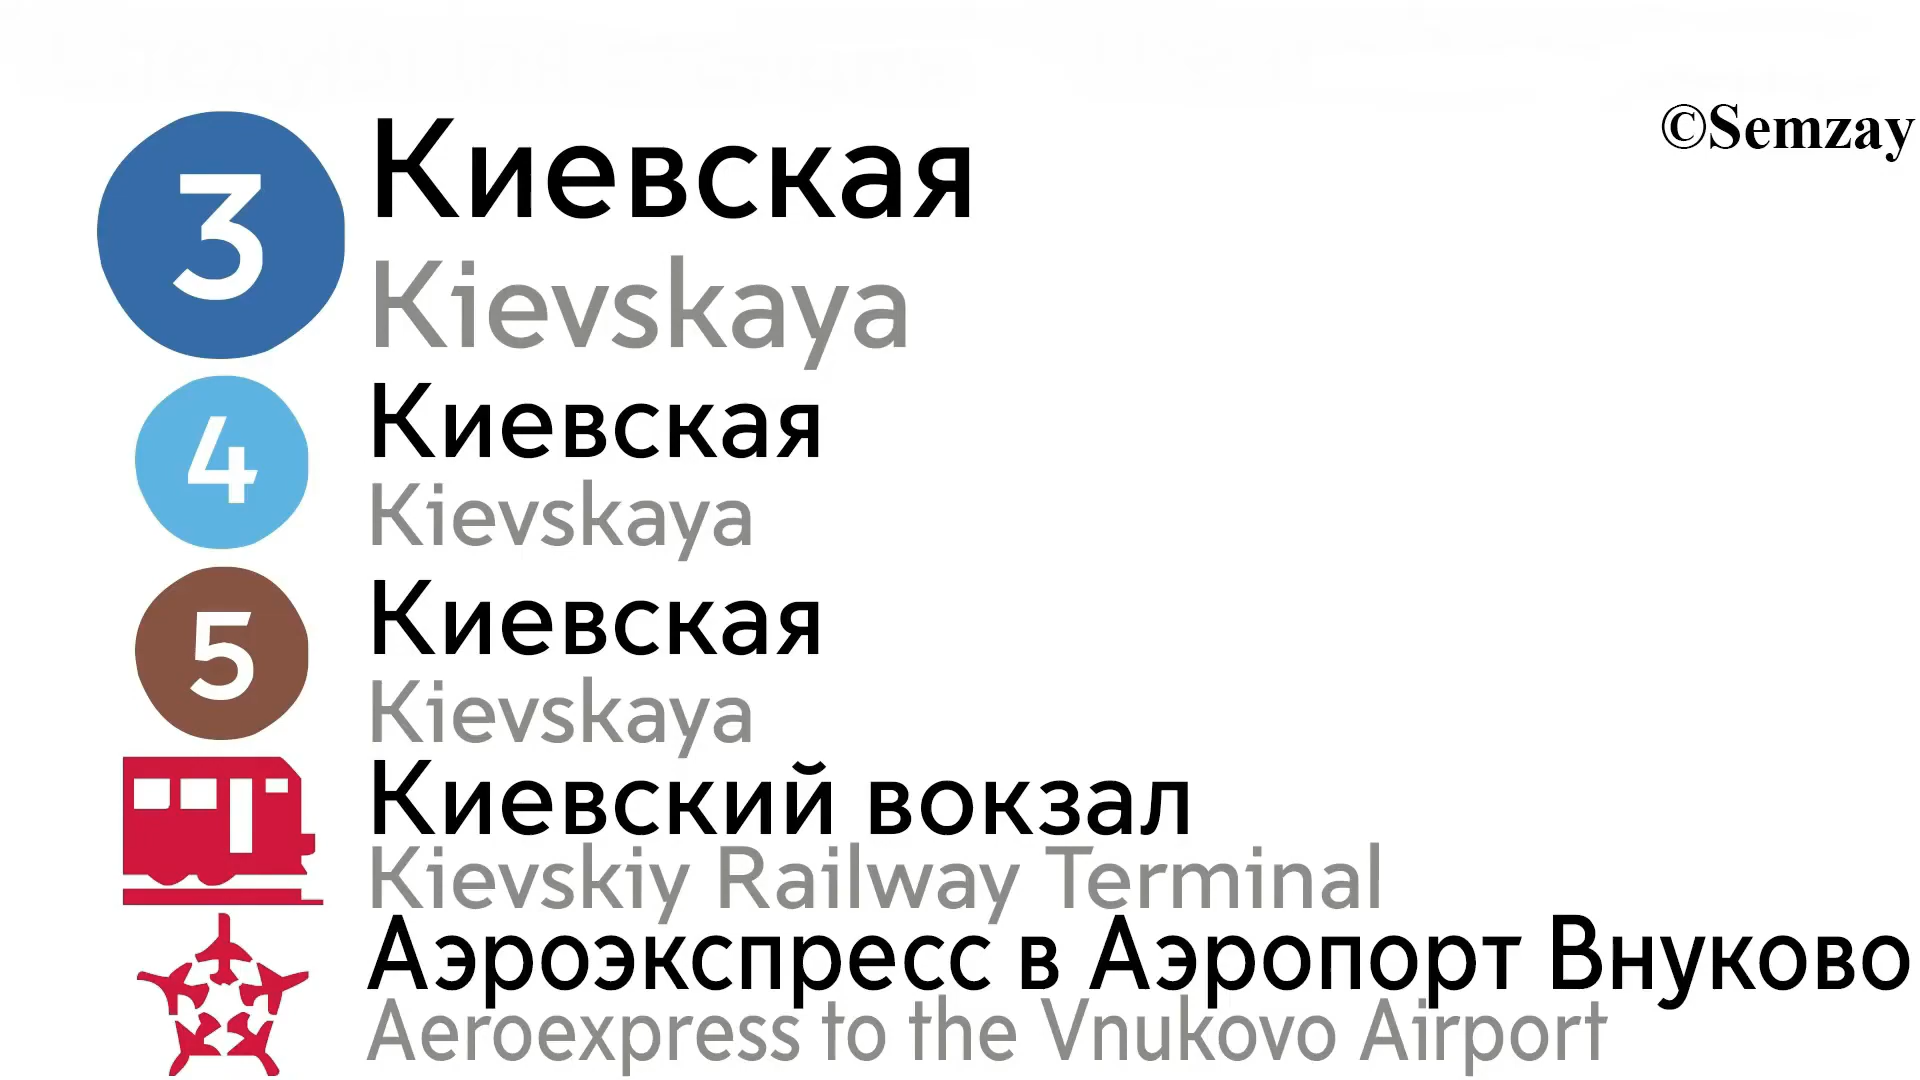 ©Semzay
3 Киевская
Kievskaya
4 Киевская
Kievskaya
5 Киевская
Kievskaya
Киевский вокзал
Kievskiy Railway Terminal
Аэроэкспресс в Аэропорт Внуково
Aeroexpress to the Vnukovo Airport